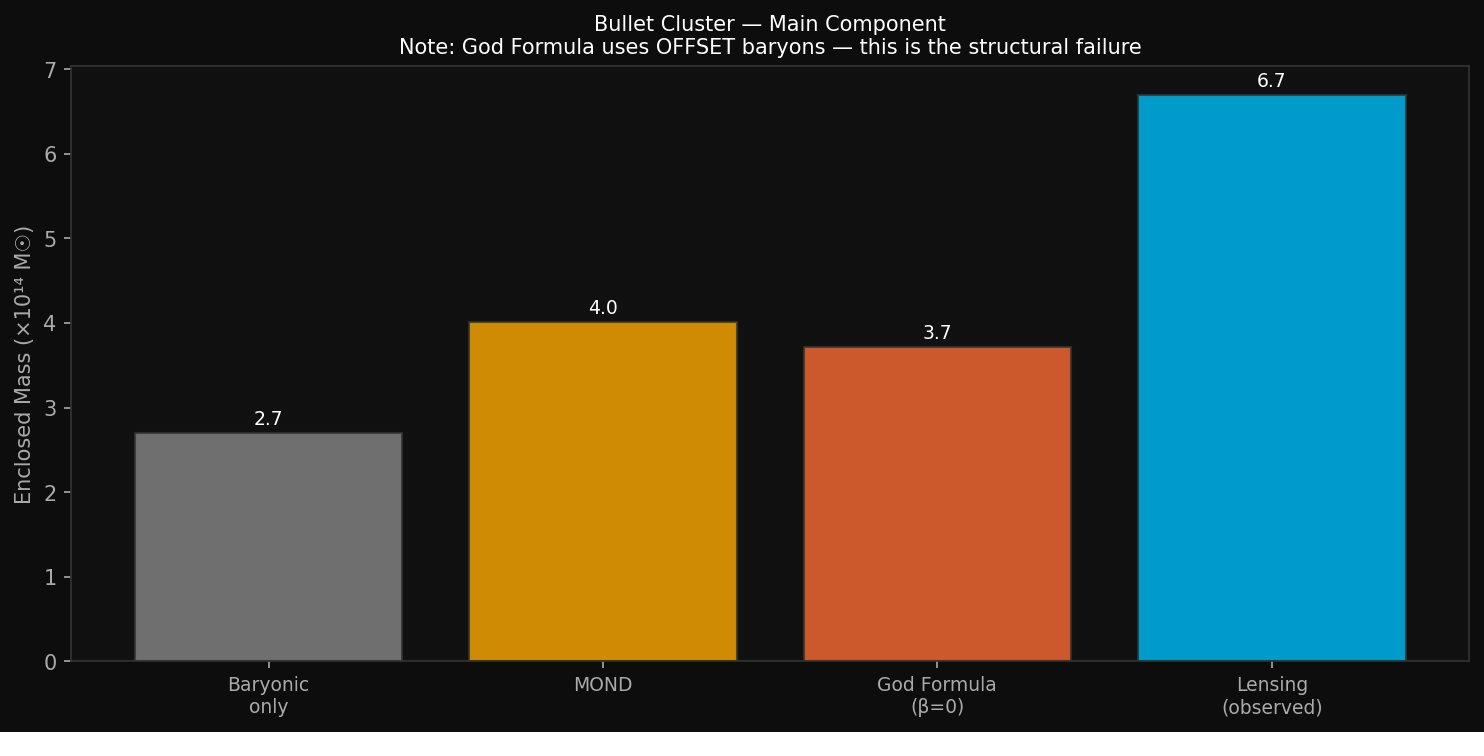 Bullet Cluster — Main Component
Note: God Formula uses OFFSET baryons — this is the structural failure
Enclosed Mass (×10¹⁴ M☉)
7
6
5
4
3
2
1
0
2.7
4.0
3.7
6.7
Baryonic
only
MOND
God Formula
(β=0)
Lensing
(observed)